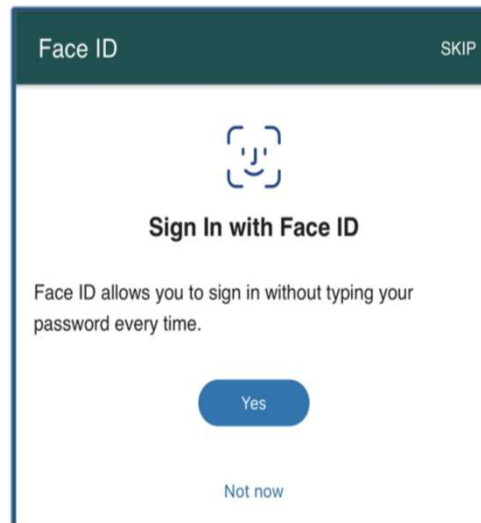 Face ID SKIP
Sign In with Face ID
Face ID allows you to sign in without typing your
password every time.
Yes
Not now